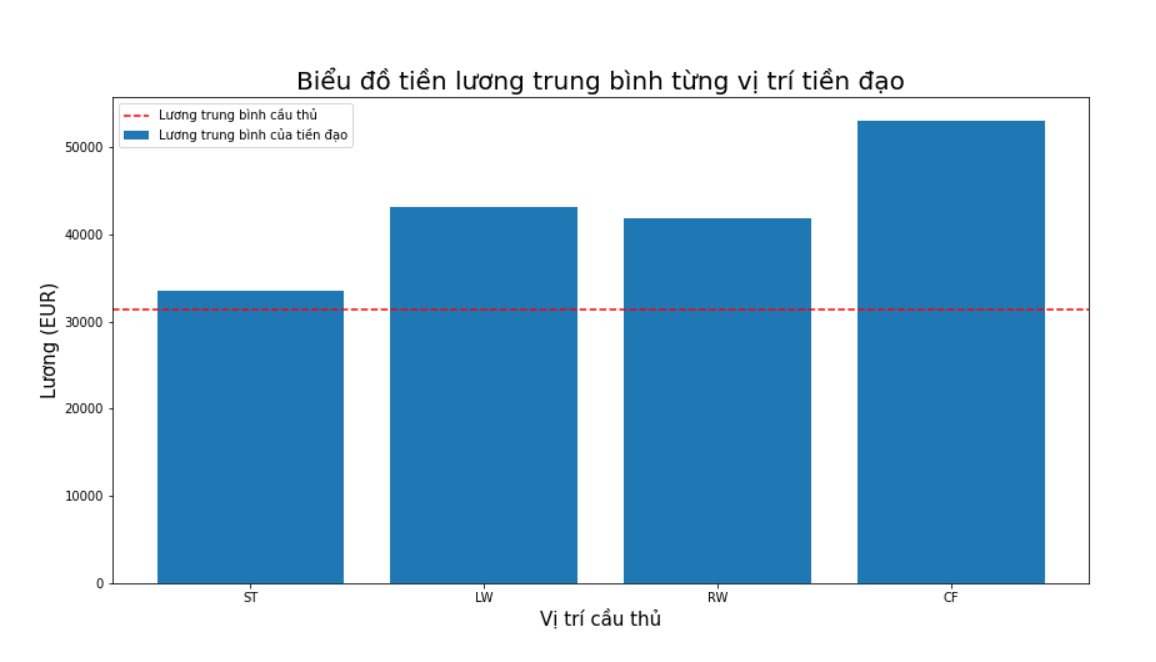 Biểu đồ tiền lương trung bình từng vị trí tiền đạo
Lương trung bình cầu thủ
Lương trung bình của tiền đạo
Lương (EUR)
50000
40000
30000
20000
10000
0
ST LW RW CF
Vị trí cầu thủ